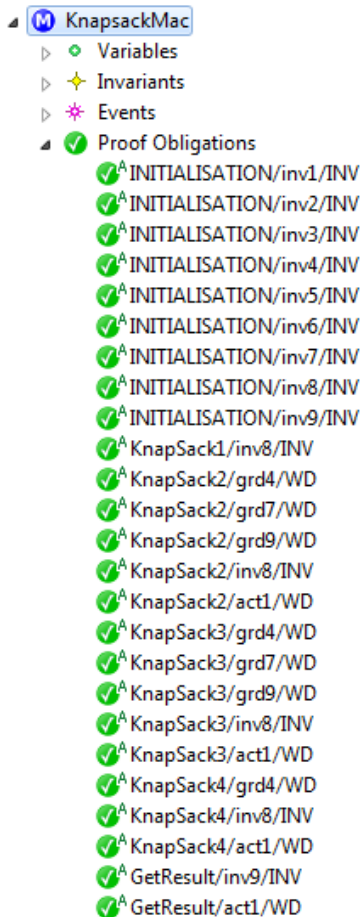 M KnapsackMac
Variables
Invariants
Events
Proof Obligations
A INITIALISATION/inv1/INV
A INITIALISATION/inv2/INV
A INITIALISATION/inv3/INV
A INITIALISATION/inv4/INV
A INITIALISATION/inv5/INV
A INITIALISATION/inv6/INV
A INITIALISATION/inv7/INV
A INITIALISATION/inv8/INV
A INITIALISATION/inv9/INV
A KnapSack1/inv8/INV
A KnapSack2/grd4/WD
A KnapSack2/grd7/WD
A KnapSack2/grd9/WD
A KnapSack2/inv8/INV
A KnapSack2/act1/WD
A KnapSack3/grd4/WD
A KnapSack3/grd7/WD
A KnapSack3/grd9/WD
A KnapSack3/inv8/INV
A KnapSack3/act1/WD
A KnapSack4/grd4/WD
A KnapSack4/inv8/INV
A KnapSack4/act1/WD
A GetResult/inv9/INV
A GetResult/act1/WD